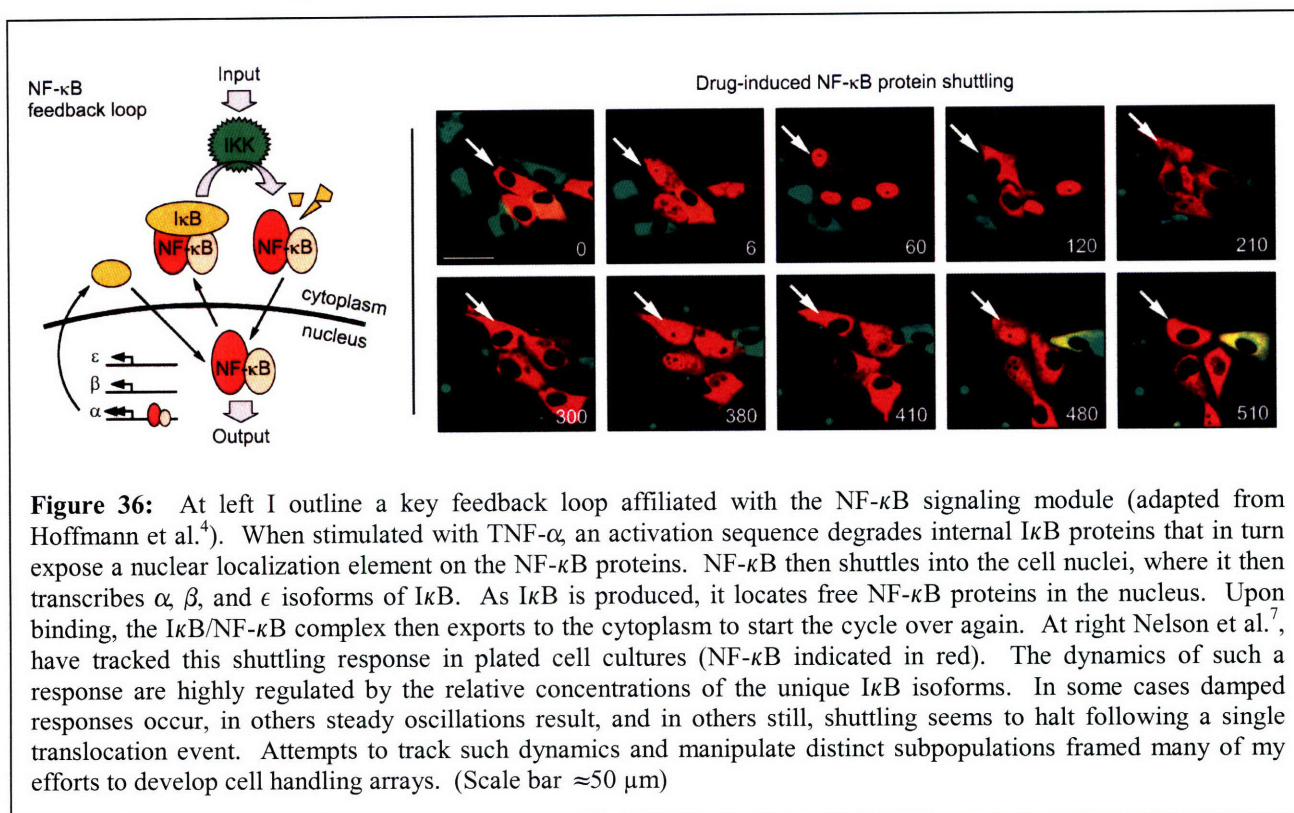 NF-κB
feedback loop
Input
IKK
IκB
NF-κB
NF-κB
cytoplasm
nucleus
NF-κB
ε
β
α
Output
Drug-induced NF-κB protein shuttling
0
6
60
120
210
300
380
410
480
510
Figure 36: At left I outline a key feedback loop affiliated with the NF-κB signaling module (adapted from
Hoffmann et al.4). When stimulated with TNF-α, an activation sequence degrades internal IκB proteins that in turn
expose a nuclear localization element on the NF-κB proteins. NF-κB then shuttles into the cell nuclei, where it then
transcribes α, β, and ϵ isoforms of IκB. As IκB is produced, it locates free NF-κB proteins in the nucleus. Upon
binding, the IκB/NF-κB complex then exports to the cytoplasm to start the cycle over again. At right Nelson et al.7,
have tracked this shuttling response in plated cell cultures (NF-κB indicated in red). The dynamics of such a
response are highly regulated by the relative concentrations of the unique IκB isoforms. In some cases damped
responses occur, in others steady oscillations result, and in others still, shuttling seems to halt following a single
translocation event. Attempts to track such dynamics and manipulate distinct subpopulations framed many of my
efforts to develop cell handling arrays. (Scale bar ≈50 μm)